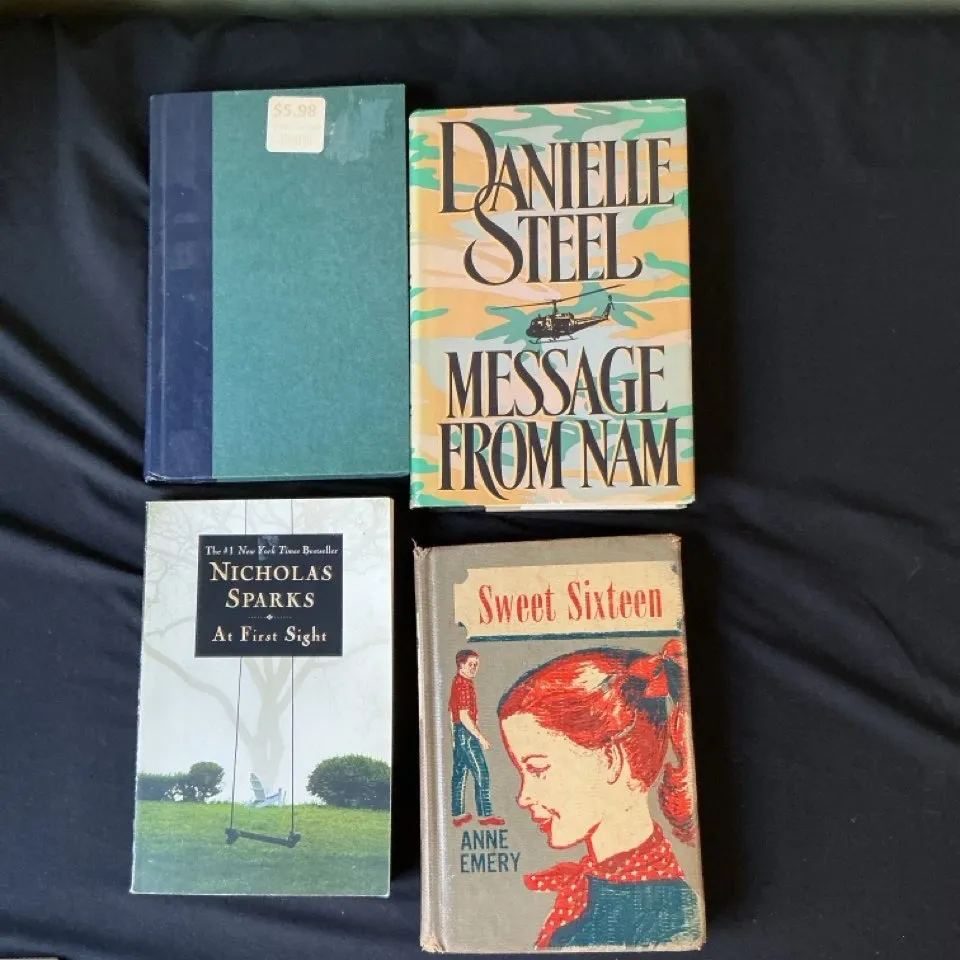 $5.98
DANIELLE
STEEL
MESSAGE
FROM NAM
The #1 New York Times Bestseller
NICHOLAS
SPARKS
At First Sight
Sweet Sixteen
ANNE
EMERY